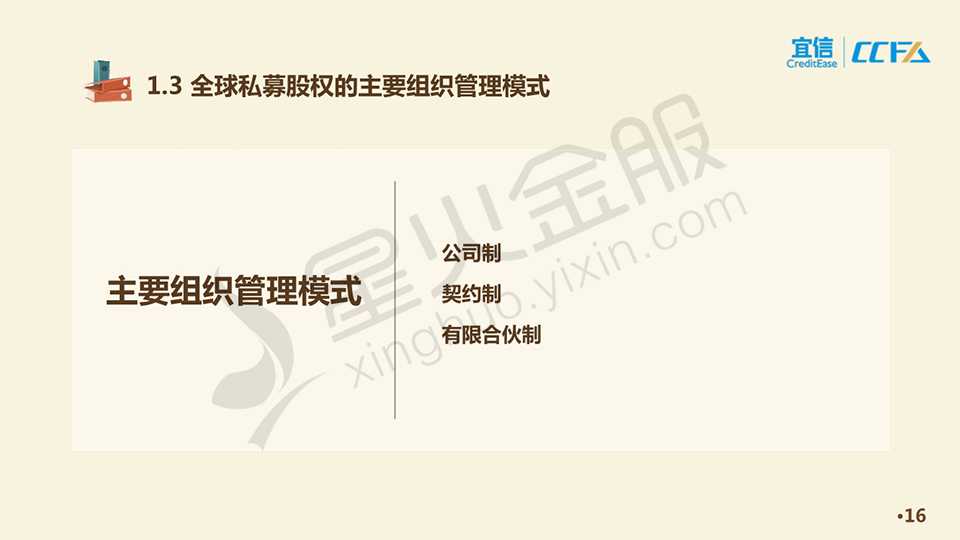 宜信
CreditEase
CCFA
1.3 全球私募股权的主要组织管理模式
主要组织管理模式
公司制
契约制
有限合伙制
星火金服
xinghuo.yixin.com
•16